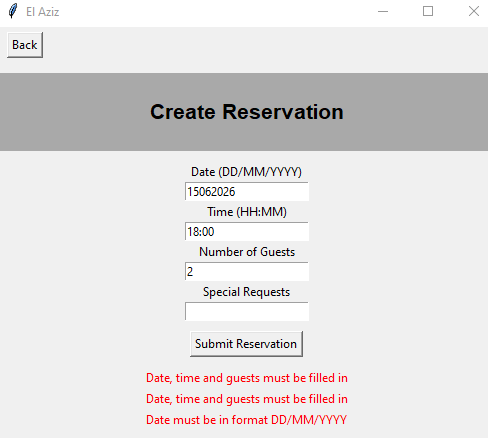 El Aziz
Back
Create Reservation
Date (DD/MM/YYYY)
15062026
Time (HH:MM)
18:00
Number of Guests
2
Special Requests
Submit Reservation
Date, time and guests must be filled in
Date, time and guests must be filled in
Date must be in format DD/MM/YYYY